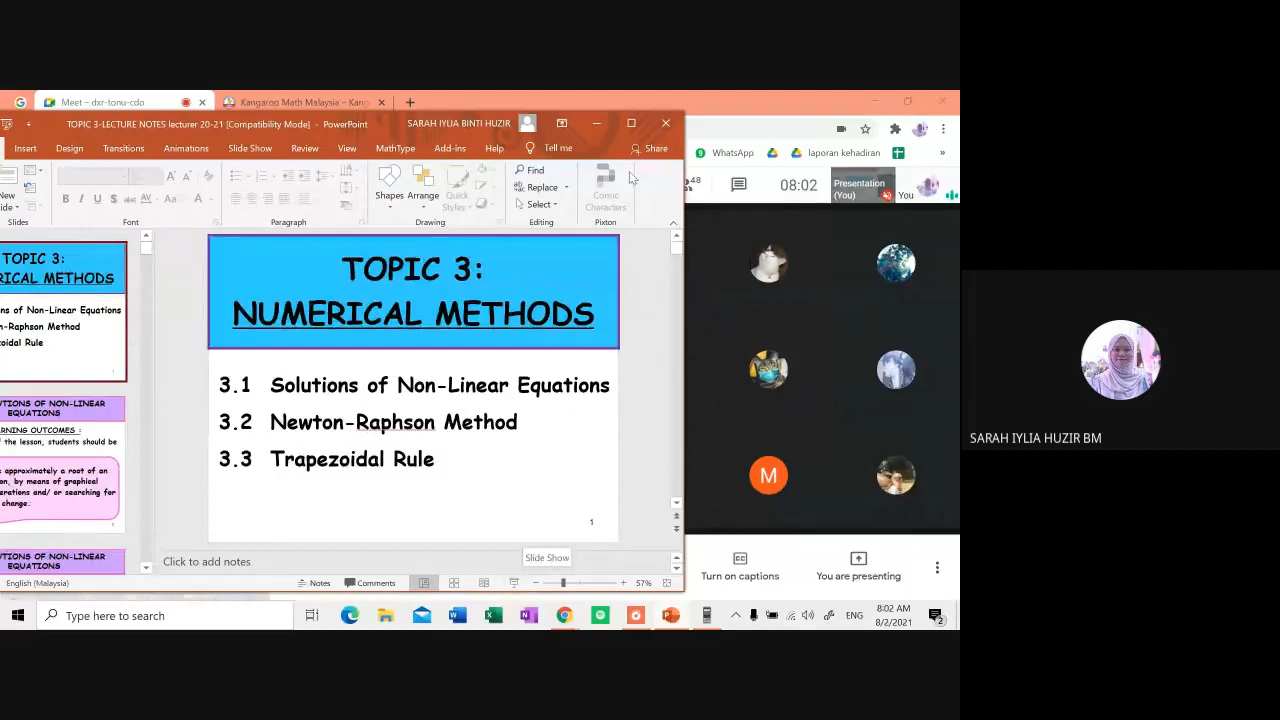 Meet – dxr-tonu-cdo
Kangaroo Math Malaysia – Kang
TOPIC 3-LECTURE NOTES lecturer 20-21 [Compatibility Mode] - PowerPoint
SARAH IYLIA BINTI HUZIR
Insert Design Transitions Animations Slide Show Review View MathType Add-ins Help Tell me Share
WhatsApp
laporan kehadiran
New
Slides
Font
Paragraph
Shapes Arrange Quick Styles
Drawing
Find
Replace
Select
Editing
Comic Characters
Pixton
48
08:02
Presentation (You)
You
TOPIC 3:
RICAL METHODS
ns of Non-Linear Equations
n-Raphson Method
oidal Rule
UTIONS OF NON-LINEAR
EQUATIONS
RNING OUTCOMES :
f the lesson, students should be
e approximately a root of an
on, by means of graphical
erations and/ or searching for
change.
UTIONS OF NON-LINEAR
EQUATIONS
TOPIC 3:
NUMERICAL METHODS
3.1 Solutions of Non-Linear Equations
3.2 Newton-Raphson Method
3.3 Trapezoidal Rule
1
M
SARAH IYLIA HUZIR BM
Click to add notes
Slide Show
English (Malaysia)
Notes
Comments
57%
Turn on captions
You are presenting
Type here to search
ENG
8:02 AM
8/2/2021
2